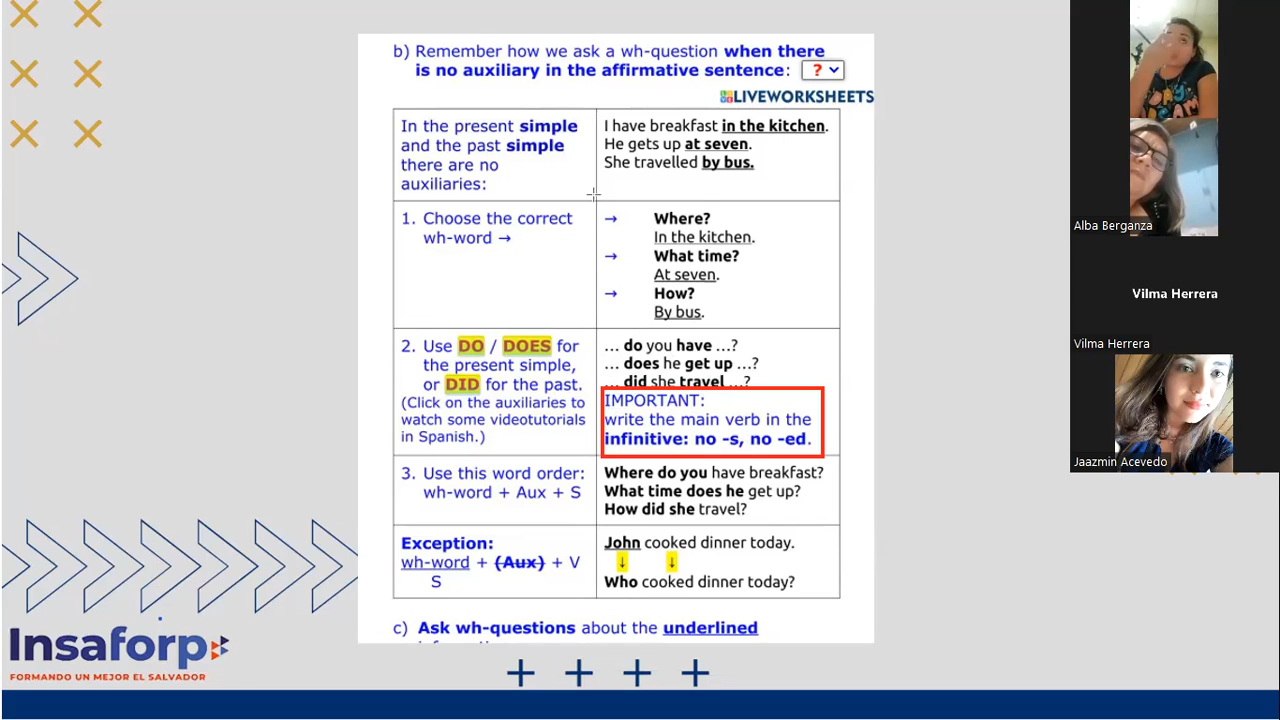 b) Remember how we ask a wh-question when there
is no auxiliary in the affirmative sentence: ?
LIVEWORKSHEETS
In the present simple
and the past simple
there are no
auxiliaries:
I have breakfast in the kitchen.
He gets up at seven.
She travelled by bus.
1. Choose the correct
wh-word →
→ Where?
In the kitchen.
→ What time?
At seven.
→ How?
By bus.
2. Use DO / DOES for
the present simple,
or DID for the past.
(Click on the auxiliaries to
watch some videotutorials
in Spanish.)
... do you have ...?
... does he get up ...?
... did she travel ...?
IMPORTANT:
write the main verb in the
infinitive: no -s, no -ed.
3. Use this word order:
wh-word + Aux + S
Where do you have breakfast?
What time does he get up?
How did she travel?
Exception:
wh-word + (Aux) + V
S
John cooked dinner today.
↓ ↓
Who cooked dinner today?
c) Ask wh-questions about the underlined
Insaforp
FORMANDO UN MEJOR EL SALVADOR
Alba Berganza
Vilma Herrera
Vilma Herrera
Jaazmin Acevedo